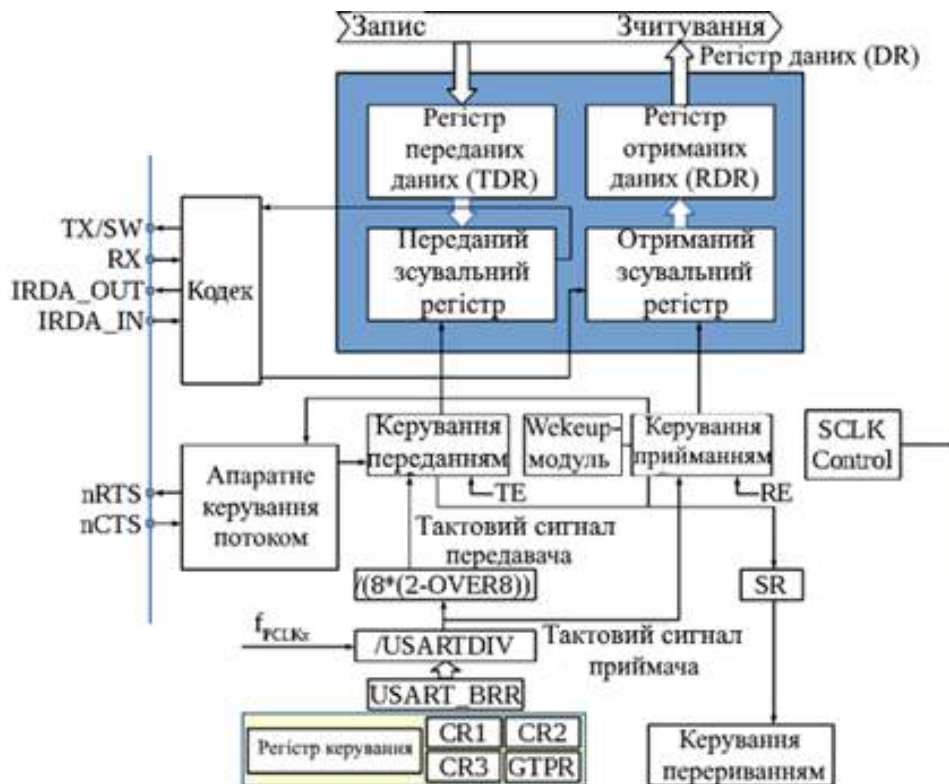 Запис Зчитування
Регістр даних (DR)
Регістр
переданих
даних (TDR)
Регістр
отриманих
даних (RDR)
TX/SW
RX
IRDA_OUT
IRDA_IN
Кодек
Переданий
зсувальний
регістр
Отриманий
зсувальний
регістр
Керування
переданням
Wekeup-
модуль
Керування
прийманням
SCLK
Control
nRTS
nCTS
Апаратне
керування
потоком
TE
RE
Тактовий сигнал
передавача
/(8*(2-OVER8))
SR
fPCLKx
/USARTDIV
Тактовий сигнал
приймача
USART_BRR
Регістр керування
CR1
CR2
CR3
GTPR
Керування
перериванням